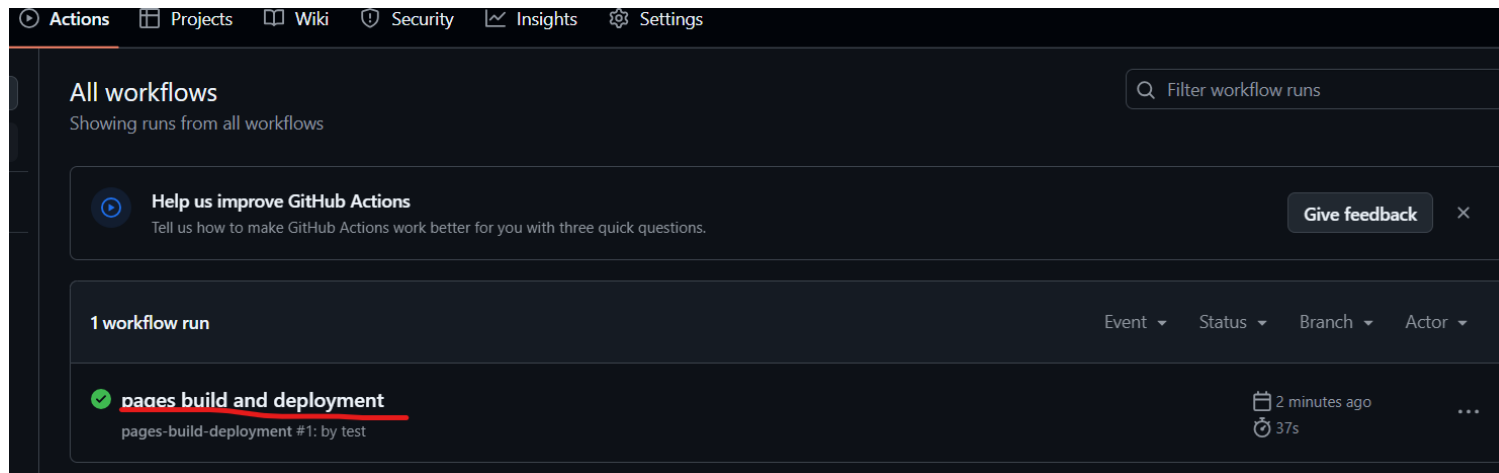 Actions Projects Wiki Security Insights Settings
All workflows
Filter workflow runs
Showing runs from all workflows
Help us improve GitHub Actions
Give feedback
Tell us how to make GitHub Actions work better for you with three quick questions.
1 workflow run
Event Status Branch Actor
pages build and deployment
2 minutes ago
pages-build-deployment #1: by test
37s